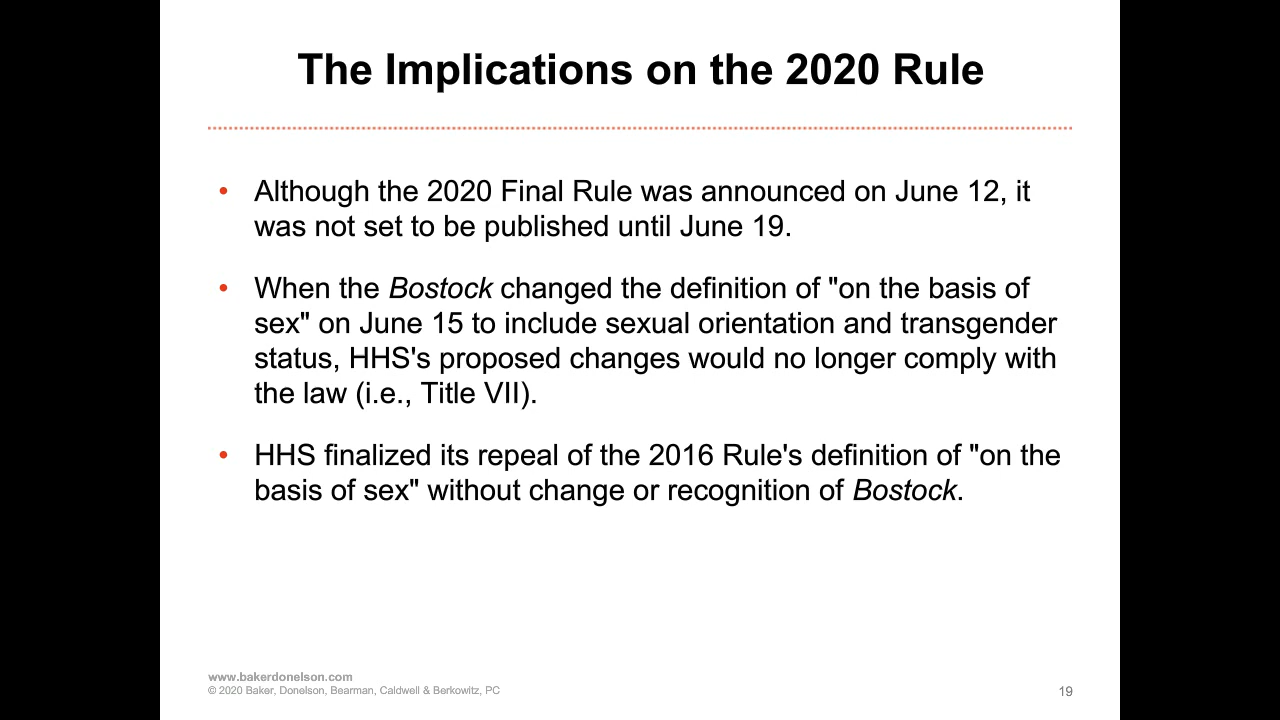 The Implications on the 2020 Rule
• Although the 2020 Final Rule was announced on June 12, it
was not set to be published until June 19.
• When the Bostock changed the definition of "on the basis of
sex" on June 15 to include sexual orientation and transgender
status, HHS's proposed changes would no longer comply with
the law (i.e., Title VII).
• HHS finalized its repeal of the 2016 Rule's definition of "on the
basis of sex" without change or recognition of Bostock.
www.bakerdonelson.com
© 2020 Baker, Donelson, Bearman, Caldwell & Berkowitz, PC
19